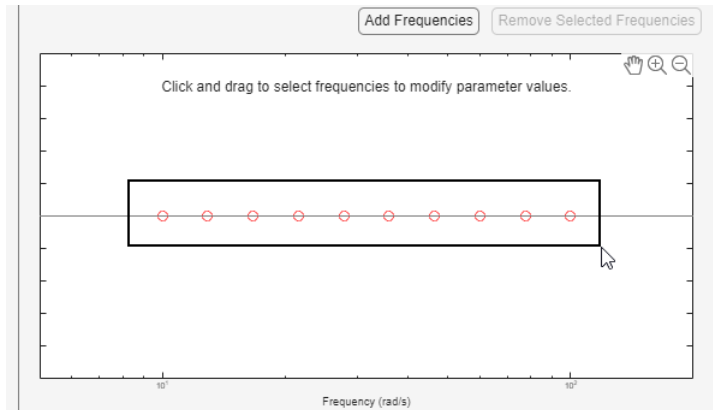 Add Frequencies Remove Selected Frequencies
Click and drag to select frequencies to modify parameter values.
10¹ 10²
Frequency (rad/s)